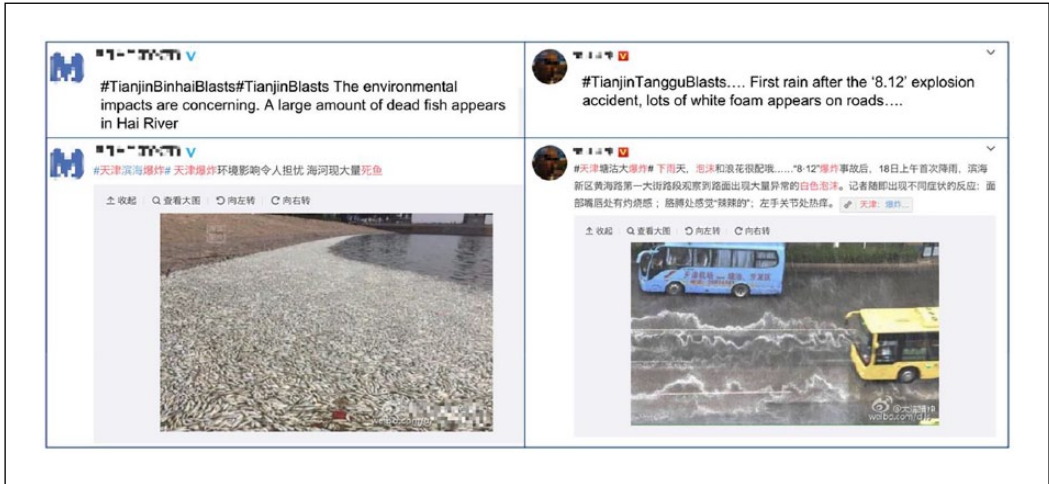 #TianjinBinhaiBlasts#TianjinBlasts The environmental
impacts are concerning. A large amount of dead fish appears
in Hai River
#TianjinTangguBlasts.... First rain after the ‘8.12’ explosion
accident, lots of white foam appears on roads....
#天津滨海爆炸# 天津爆炸环境影响令人担忧 海河现大量死鱼
收起 查看大图 向左转 向右转
#天津塘沽大爆炸# 下雨天，泡沫和浪花很配哦……“8·12”爆炸事故后，18日上午首次降雨，滨海
新区黄海路第一大街路段观察到路面出现大量异常的白色泡沫。记者随即出现不同症状的反应：面
部嘴唇处有灼烧感；胳膊处感觉“辣辣的”；左手关节处热痒。 天津：爆炸...
收起 查看大图 向左转 向右转
weibo.com/